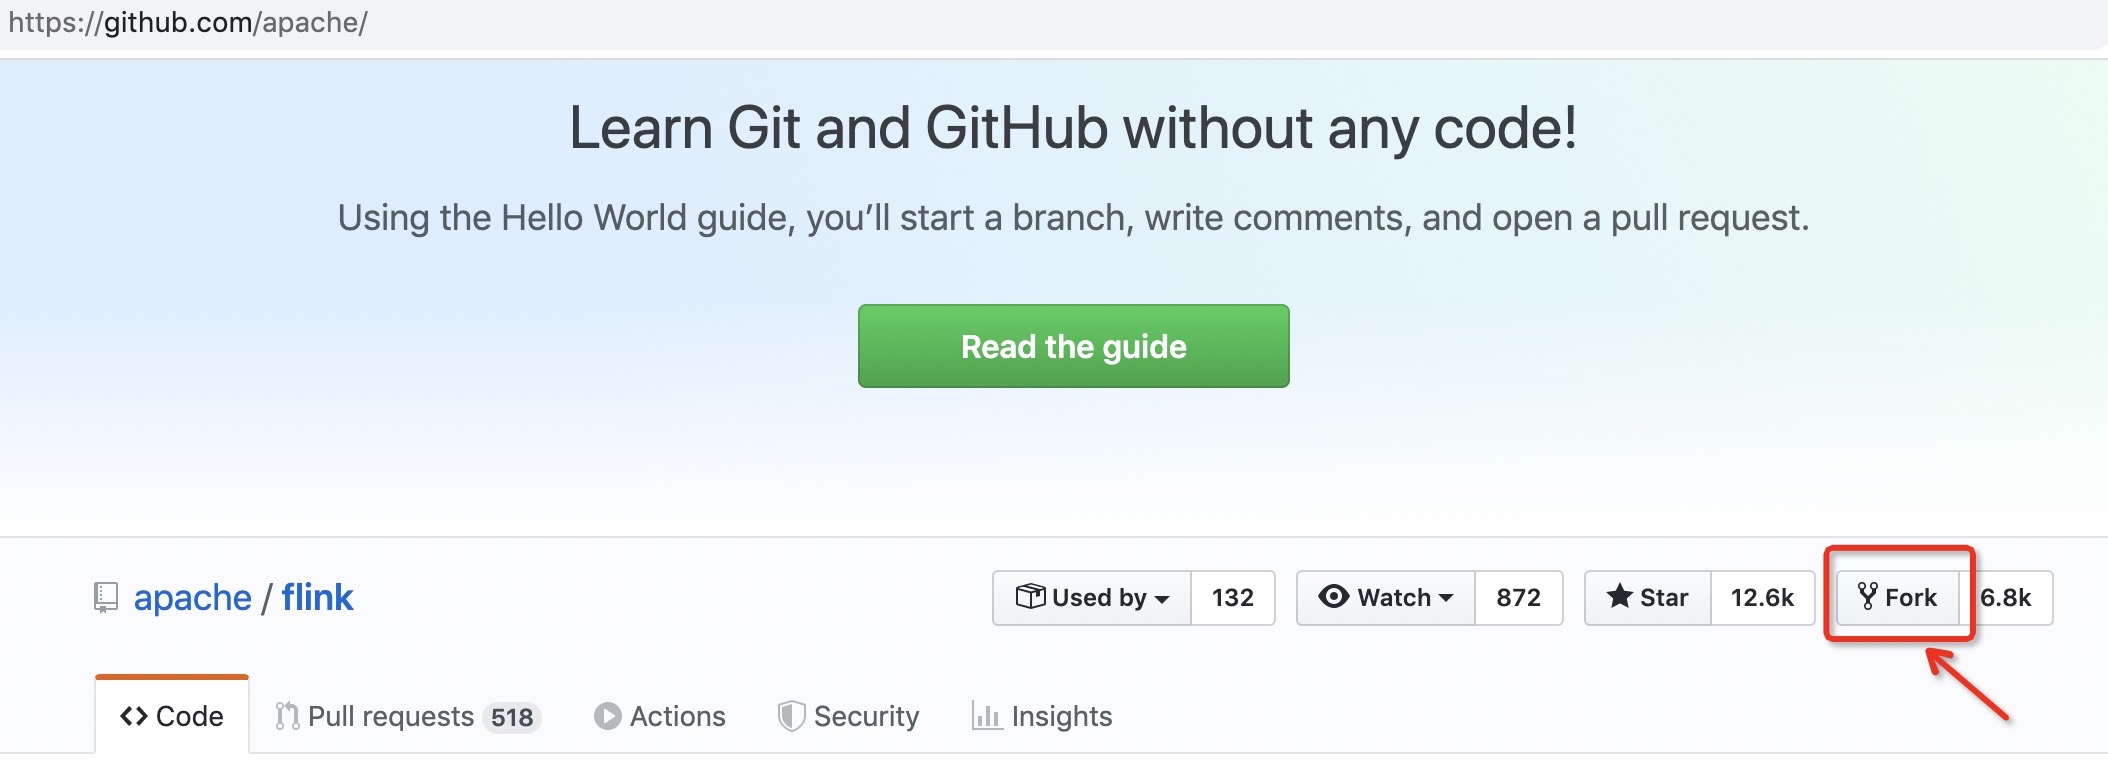 https://github.com/apache/
Learn Git and GitHub without any code!
Using the Hello World guide, you’ll start a branch, write comments, and open a pull request.
Read the guide
apache / flink
Used by 132
Watch 872
Star 12.6k
Fork 6.8k
Code
Pull requests 518
Actions
Security
Insights